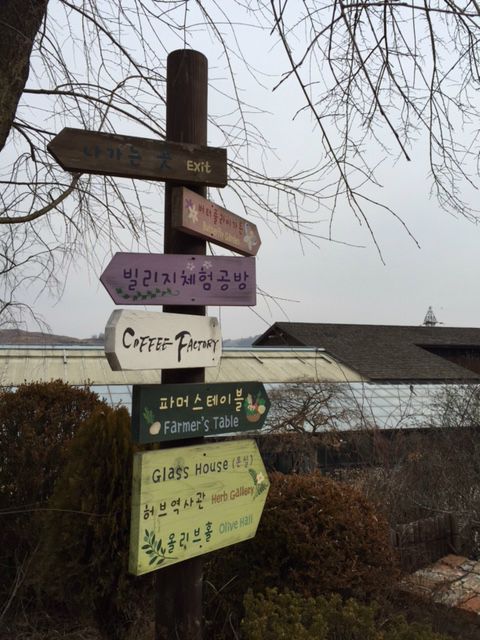 나가는 곳 Exit
빌리지체험공방
COFFEE FACTORY
파머스테이블
Farmer's Table
GLASS HOUSE (온실)
허브역사관 Herb Gallery
올리브홀 Olive Hall